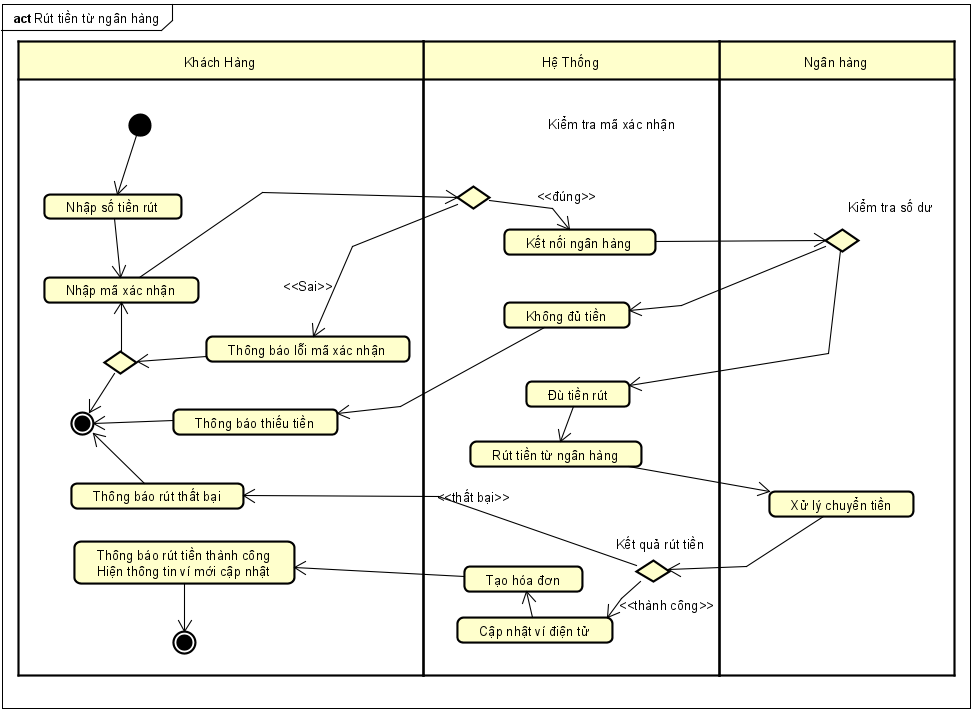 act Rút tiền từ ngân hàng
Khách Hàng
Hệ Thống
Ngân hàng
Kiểm tra mã xác nhận
<<đúng>>
Nhập số tiền rút
Kiểm tra số dư
Kết nối ngân hàng
Nhập mã xác nhận
<<Sai>>
Không đủ tiền
Thông báo lỗi mã xác nhận
Đủ tiền rút
Thông báo thiếu tiền
Rút tiền từ ngân hàng
Thông báo rút thất bại
<<thất bại>>
Xử lý chuyển tiền
Kết quả rút tiền
Thông báo rút tiền thành công
Hiện thông tin ví mới cập nhật
Tạo hóa đơn
<<thành công>>
Cập nhật ví điện tử